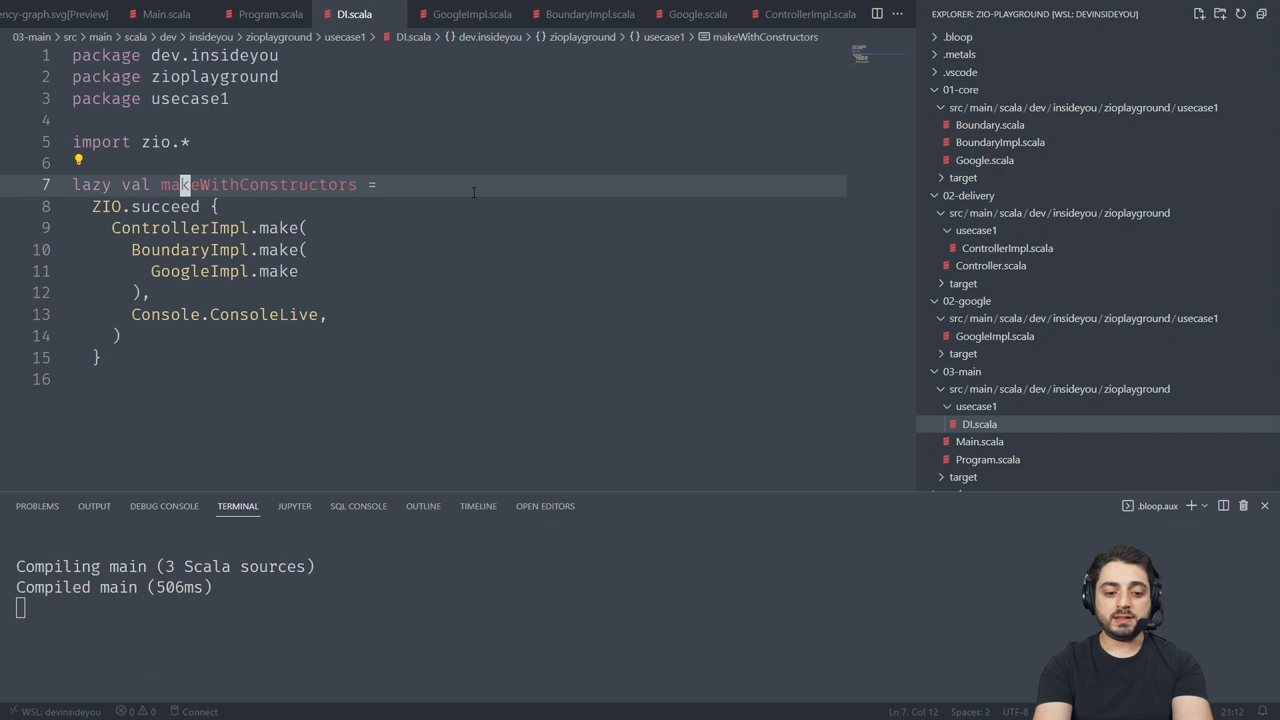 ency-graph.svg[Preview] Main.scala Program.scala DI.scala GoogleImpl.scala BoundaryImpl.scala Google.scala ControllerImpl.scala ···
03-main > src > main > scala > dev > insideyou > zioplayground > usecase1 > DI.scala > {} dev.insideyou > {} zioplayground > {} usecase1 > makeWithConstructors
1 package dev.insideyou
2 package zioplayground
3 package usecase1
4
5 import zio.*
6
7 lazy val makeWithConstructors =
8 ZIO.succeed {
9 ControllerImpl.make(
10 BoundaryImpl.make(
11 GoogleImpl.make
12 ),
13 Console.ConsoleLive,
14 )
15 }
16
EXPLORER: ZIO-PLAYGROUND [WSL: DEVINSIDEYOU]
.bloop
.metals
.vscode
01-core
src/main/scala/dev/insideyou/zioplayground/usecase1
Boundary.scala
BoundaryImpl.scala
Google.scala
target
02-delivery
src/main/scala/dev/insideyou/zioplayground
usecase1
ControllerImpl.scala
Controller.scala
target
02-google
src/main/scala/dev/insideyou/zioplayground/usecase1
GoogleImpl.scala
target
03-main
src/main/scala/dev/insideyou/zioplayground
usecase1
DI.scala
Main.scala
Program.scala
target
PROBLEMS OUTPUT DEBUG CONSOLE TERMINAL JUPYTER SQL CONSOLE OUTLINE TIMELINE OPEN EDITORS .bloop.aux
Compiling main (3 Scala sources)
Compiled main (506ms)
WSL: devinsideyou 0 0 Connect Ln 7, Col 12 Spaces: 2 UTF-8 21:12